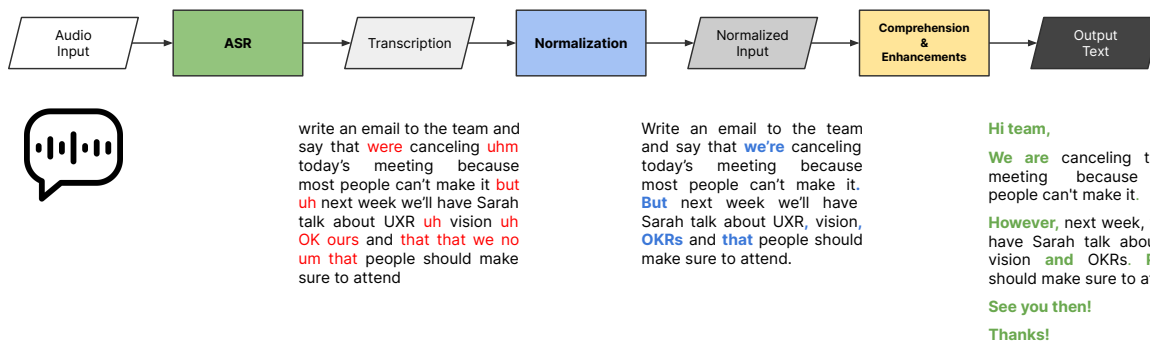 Audio
Input
ASR
Transcription
Normalization
Normalized
Input
Comprehension
&
Enhancements
Output
Text
write an email to the team and
say that were canceling uhm
today's meeting because
most people can't make it but
uh next week we'll have Sarah
talk about UXR uh vision uh
OK ours and that that we no
um that people should make
sure to attend
Write an email to the team
and say that we're canceling
today's meeting because
most people can't make it.
But next week we'll have
Sarah talk about UXR, vision,
OKRs and that people should
make sure to attend.
Hi team,
We are canceling
meeting because
people can't make it.
However, next week,
have Sarah talk
vision and OKRs.
should make sure to
See you then!
Thanks!